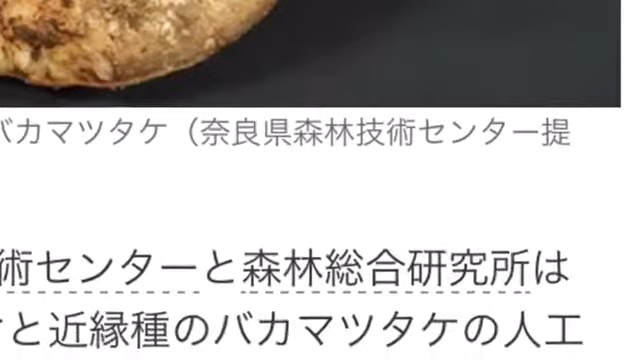 バカマツタケ（奈良県森林技術センター提
術センターと森林総合研究所は
と近縁種のバカマツタケの人工